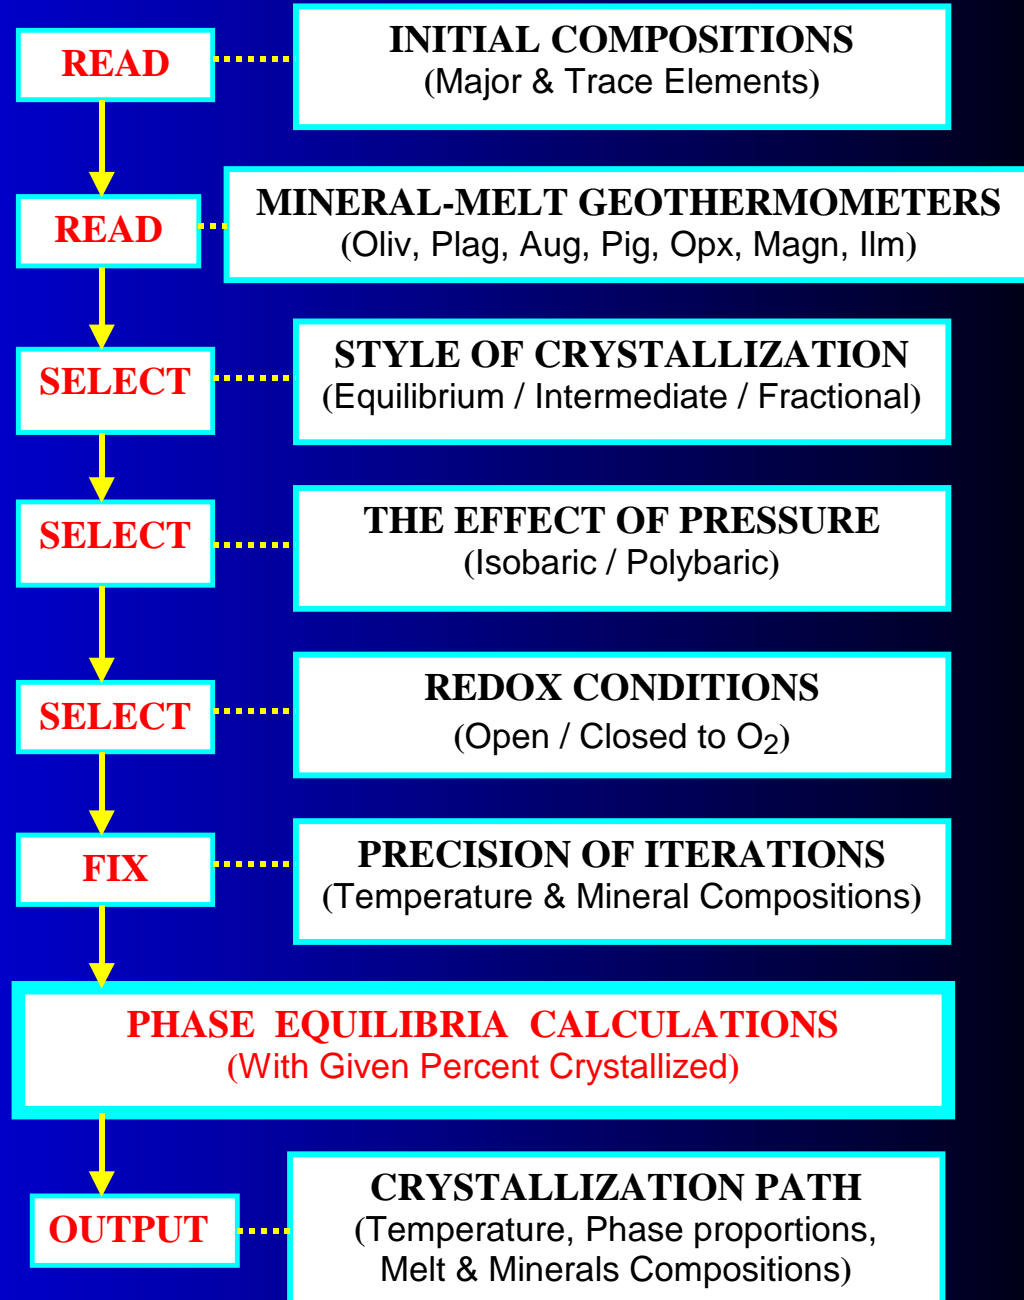 READ
INITIAL COMPOSITIONS
(Major & Trace Elements)
READ
MINERAL-MELT GEOTHERMOMETERS
(Oliv, Plag, Aug, Pig, Opx, Magn, Ilm)
SELECT
STYLE OF CRYSTALLIZATION
(Equilibrium / Intermediate / Fractional)
SELECT
THE EFFECT OF PRESSURE
(Isobaric / Polybaric)
SELECT
REDOX CONDITIONS
(Open / Closed to O2)
FIX
PRECISION OF ITERATIONS
(Temperature & Mineral Compositions)
PHASE EQUILIBRIA CALCULATIONS
(With Given Percent Crystallized)
OUTPUT
CRYSTALLIZATION PATH
(Temperature, Phase proportions,
Melt & Minerals Compositions)